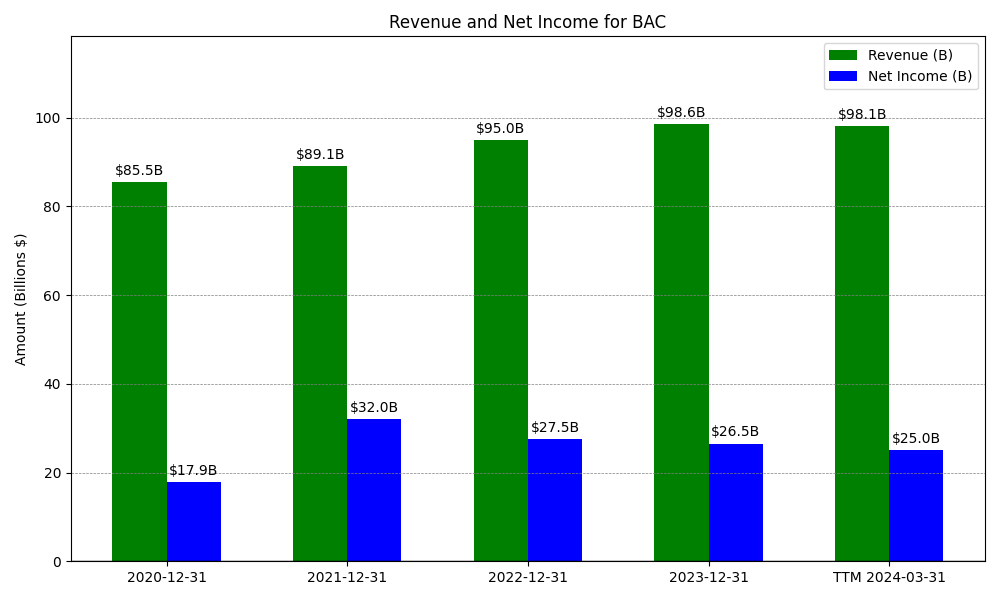 Revenue and Net Income for BAC
Revenue (B)
Net Income (B)
Amount (Billions $)
100
80
60
40
20
0
$85.5B
$17.9B
$89.1B
$32.0B
$95.0B
$27.5B
$98.6B
$26.5B
$98.1B
$25.0B
2020-12-31
2021-12-31
2022-12-31
2023-12-31
TTM 2024-03-31